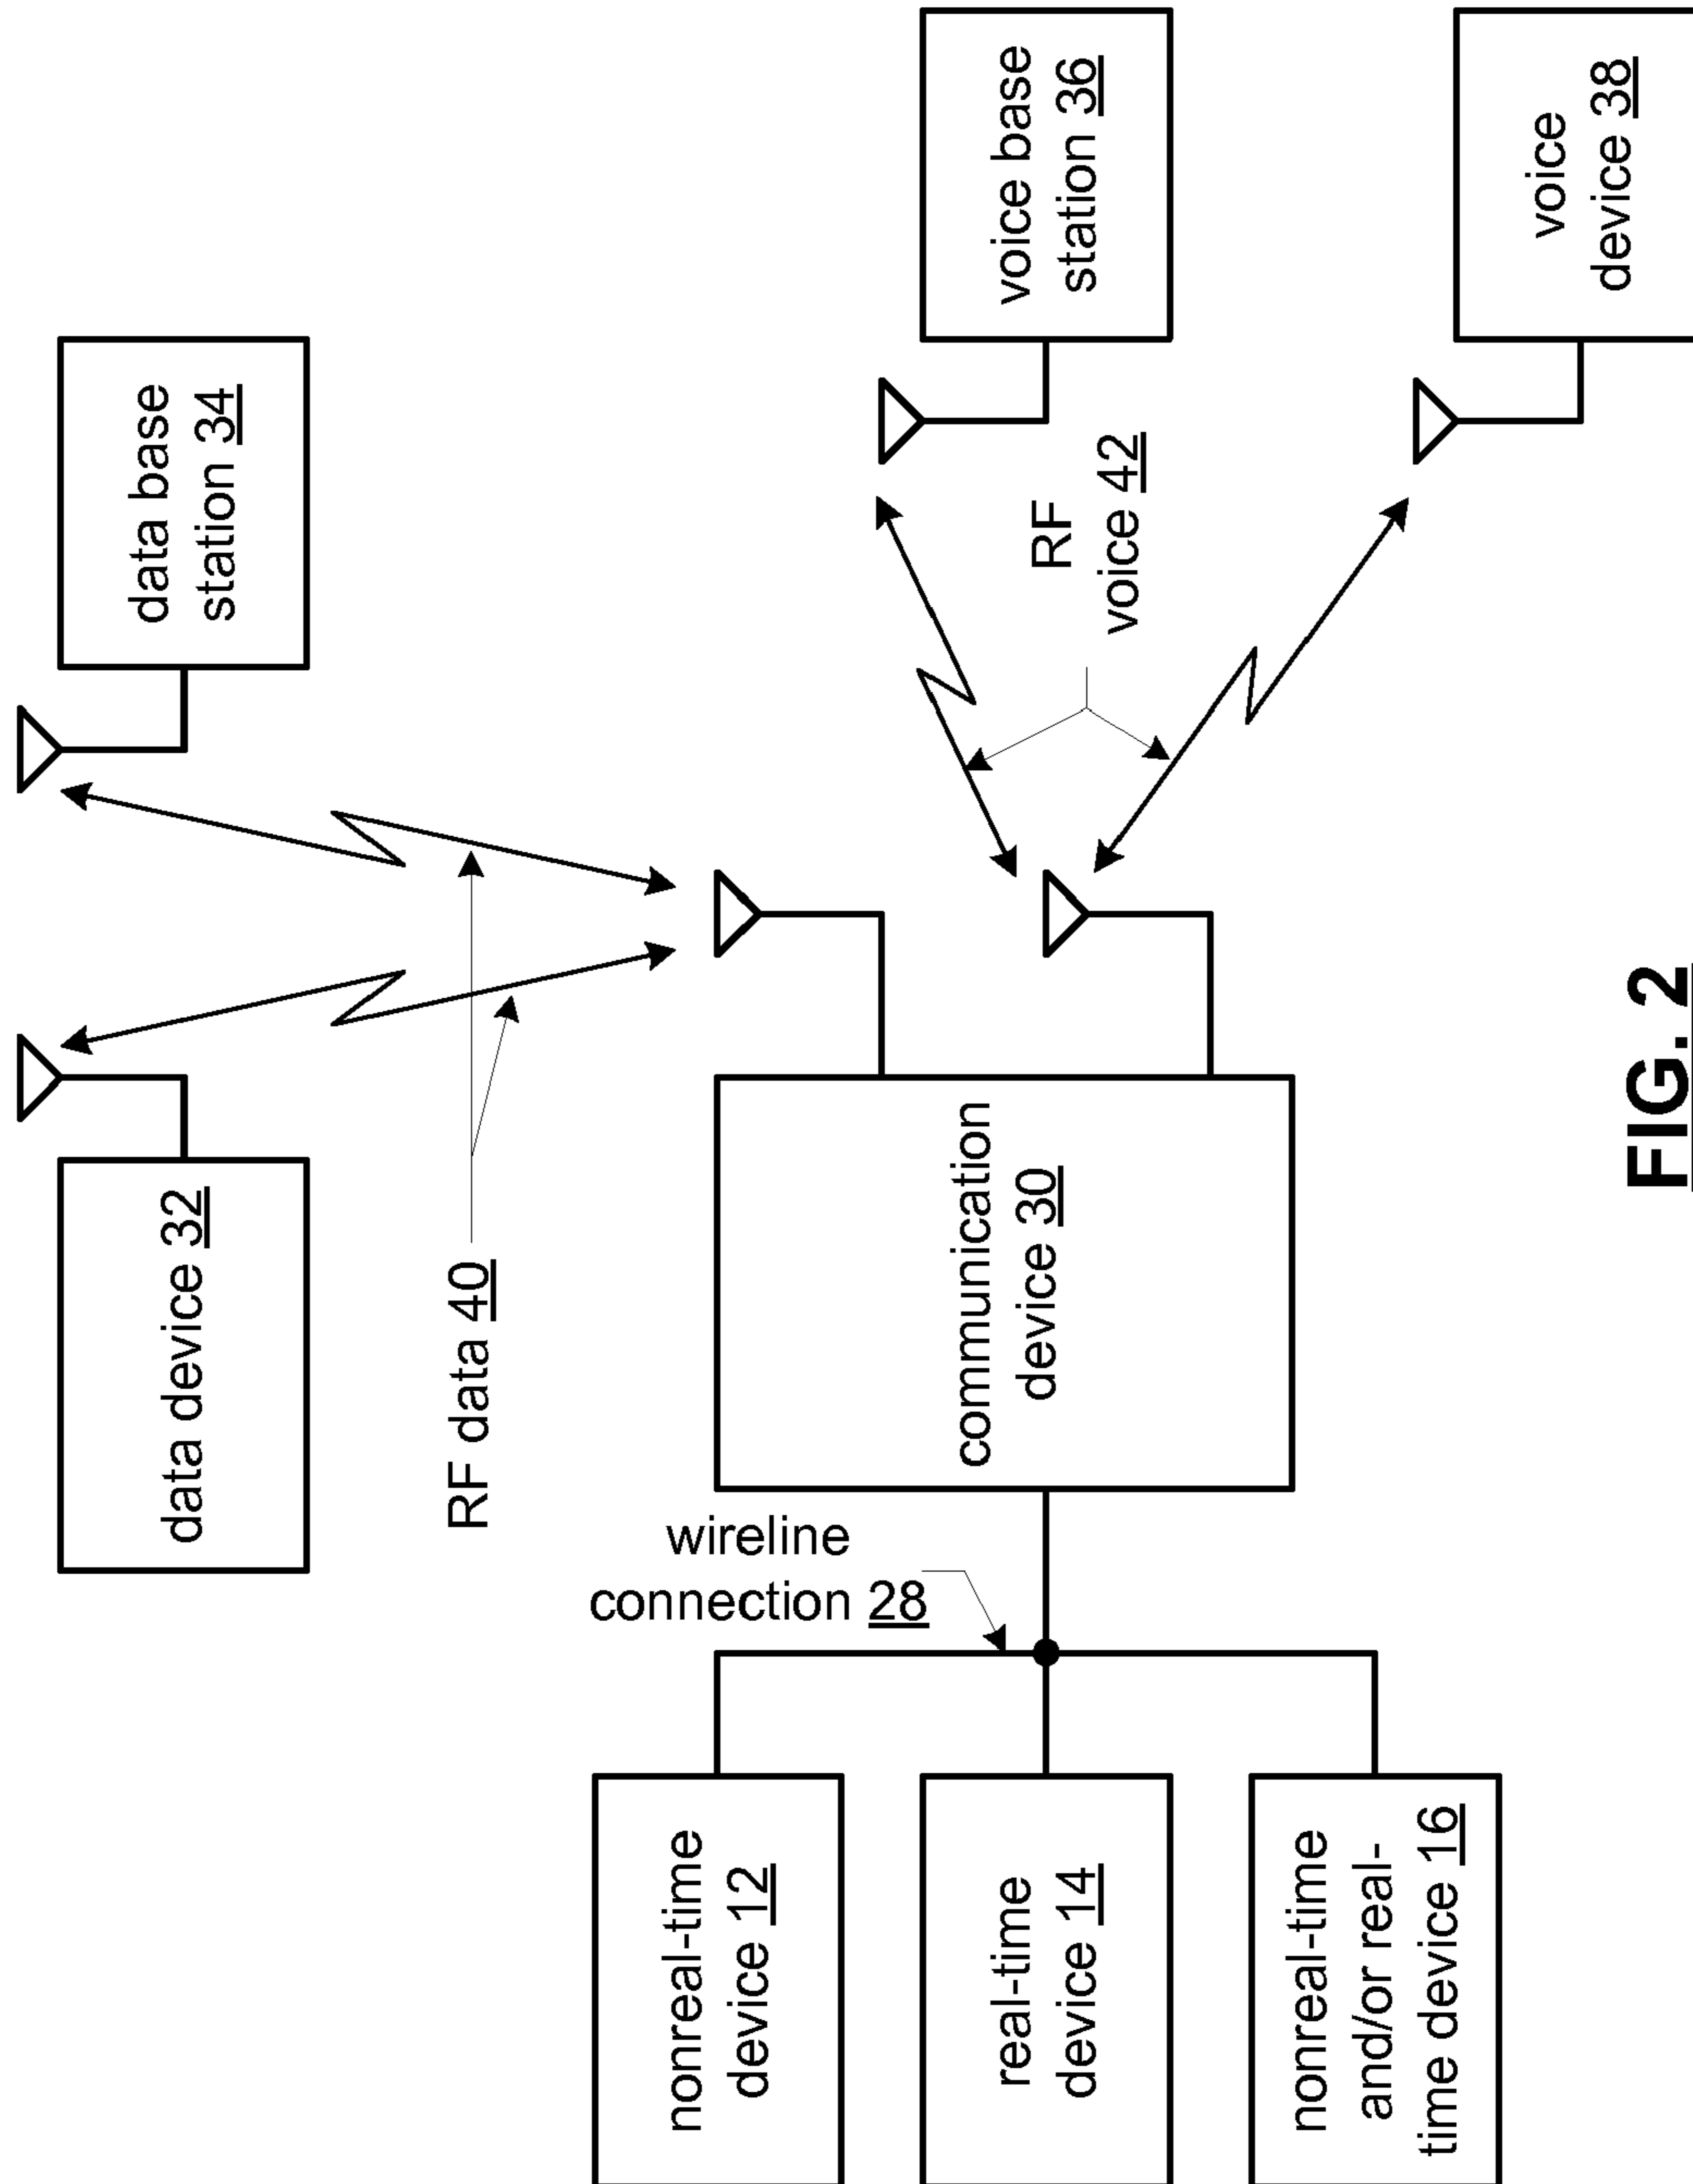 data device 32
data base
station 34
RF data 40
wireline
connection 28
nonreal-time
device 12
real-time
device 14
nonreal-time
and/or real-
time device 16
communication
device 30
RF
voice 42
voice base
station 36
voice
device 38
FIG. 2